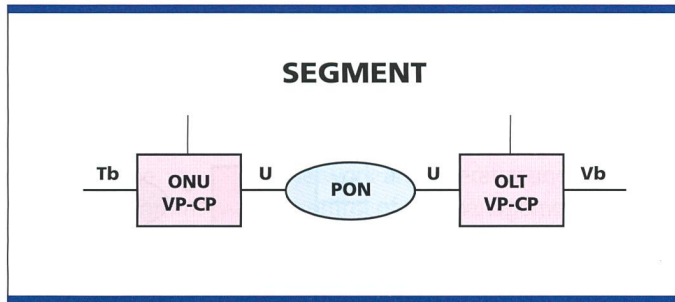 SEGMENT
Tb
ONU
VP-CP
U
PON
U
OLT
VP-CP
Vb